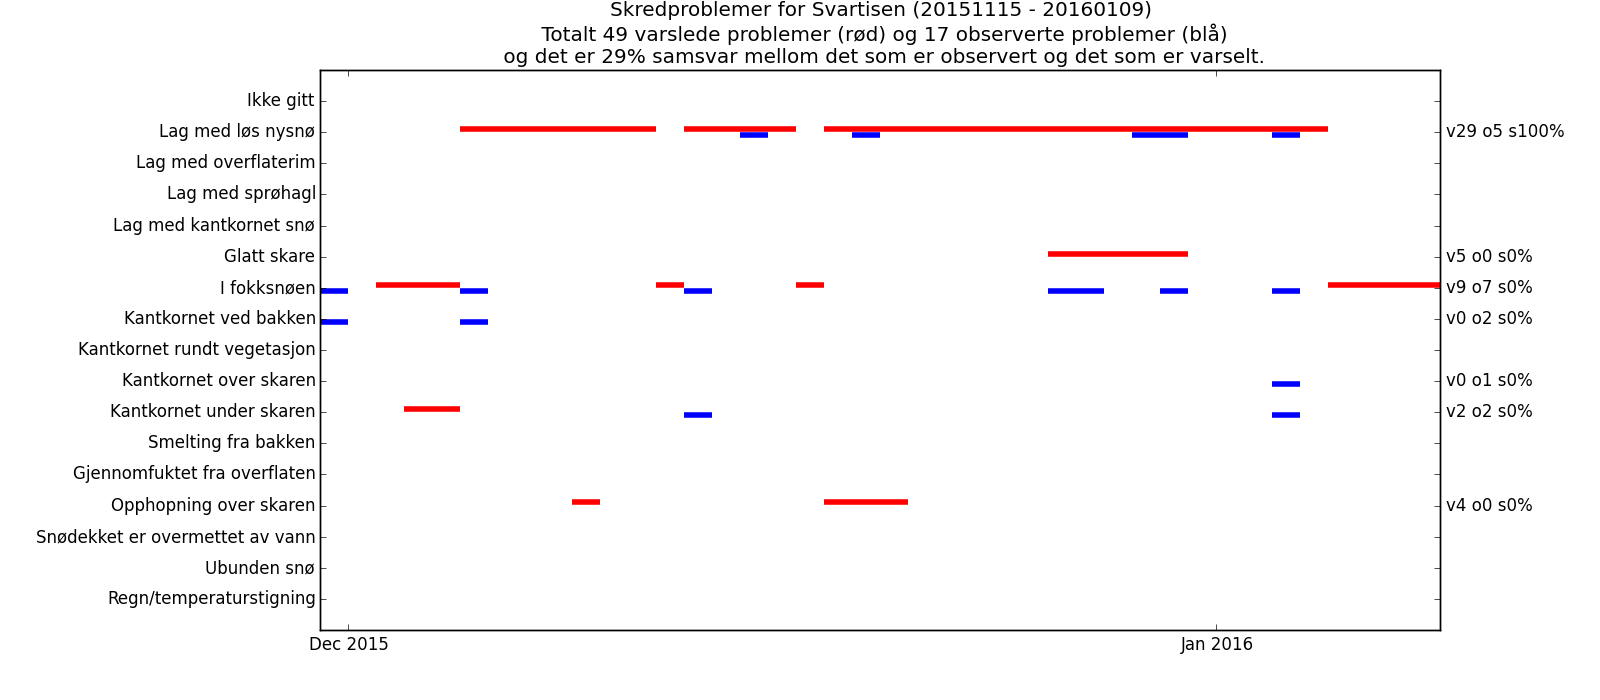 Skredproblemer for Svartisen (20151115 - 20160109)
Totalt 49 varslede problemer (rød) og 17 observerte problemer (blå)
og det er 29% samsvar mellom det som er observert og det som er varselt.
Ikke gitt
Lag med løs nysnø v29 o5 s100%
Lag med overflaterim
Lag med sprøhagl
Lag med kantkornet snø
Glatt skare v5 o0 s0%
I fokksnøen v9 o7 s0%
Kantkornet ved bakken v0 o2 s0%
Kantkornet rundt vegetasjon
Kantkornet over skaren v0 o1 s0%
Kantkornet under skaren v2 o2 s0%
Smelting fra bakken
Gjennomfuktet fra overflaten
Opphopning over skaren v4 o0 s0%
Snødekket er overmettet av vann
Ubunden snø
Regn/temperaturstigning
Dec 2015 Jan 2016